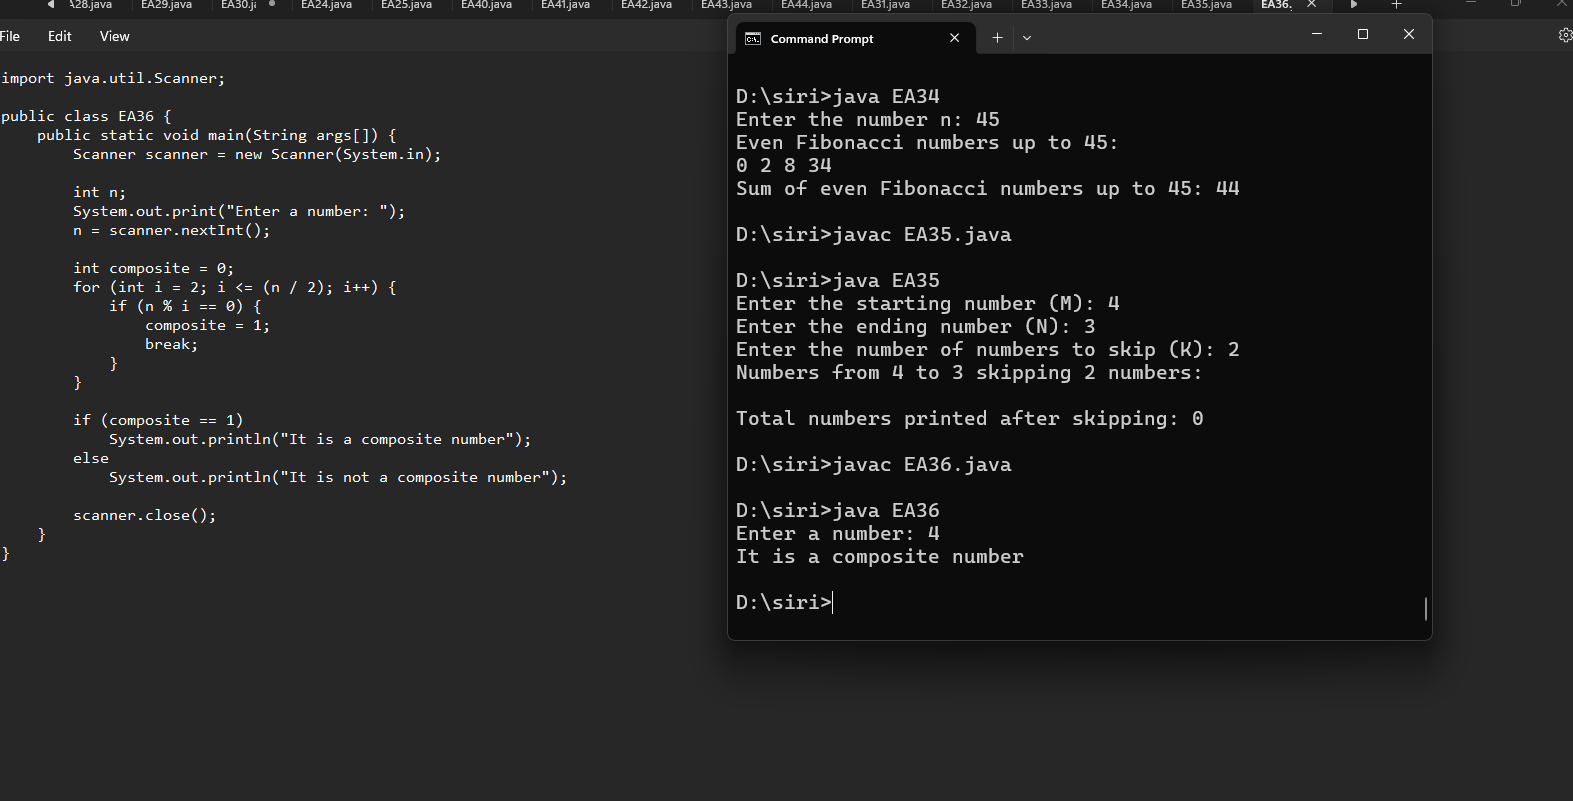 EA29.java EA30.j EA24.java EA25.java EA40.java EA41.java EA42.java EA43.java EA44.java EA31.java EA32.java EA33.java EA34.java EA35.java EA36.
File Edit View
import java.util.Scanner;
public class EA36 {
public static void main(String args[]) {
Scanner scanner = new Scanner(System.in);
int n;
System.out.print("Enter a number: ");
n = scanner.nextInt();
int composite = 0;
for (int i = 2; i <= (n / 2); i++) {
if (n % i == 0) {
composite = 1;
break;
}
}
if (composite == 1)
System.out.println("It is a composite number");
else
System.out.println("It is not a composite number");
scanner.close();
}
}
Command Prompt
D:\siri>java EA34
Enter the number n: 45
Even Fibonacci numbers up to 45:
0 2 8 34
Sum of even Fibonacci numbers up to 45: 44
D:\siri>javac EA35.java
D:\siri>java EA35
Enter the starting number (M): 4
Enter the ending number (N): 3
Enter the number of numbers to skip (K): 2
Numbers from 4 to 3 skipping 2 numbers:
Total numbers printed after skipping: 0
D:\siri>javac EA36.java
D:\siri>java EA36
Enter a number: 4
It is a composite number
D:\siri>